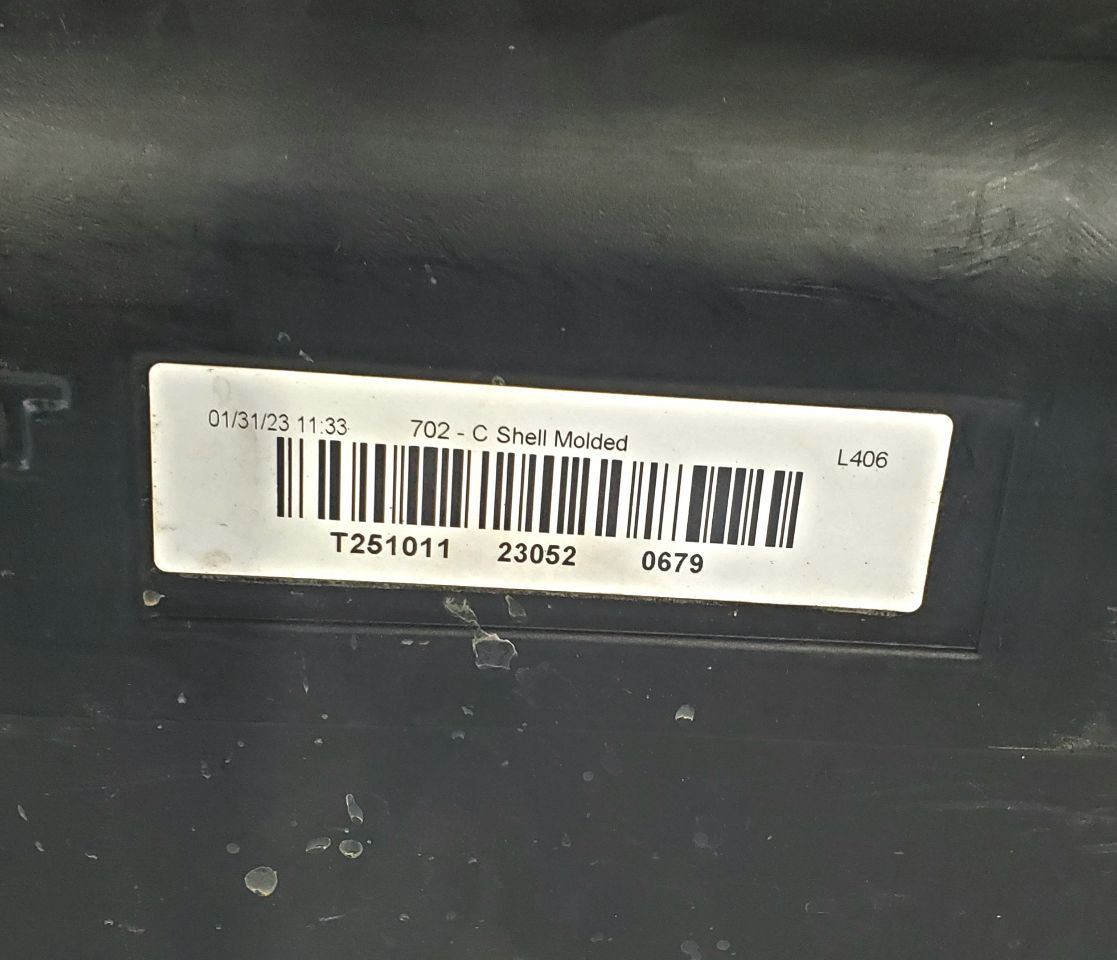 01/31/23 11:33 702 - C Shell Molded L406
T251011 23052 0679